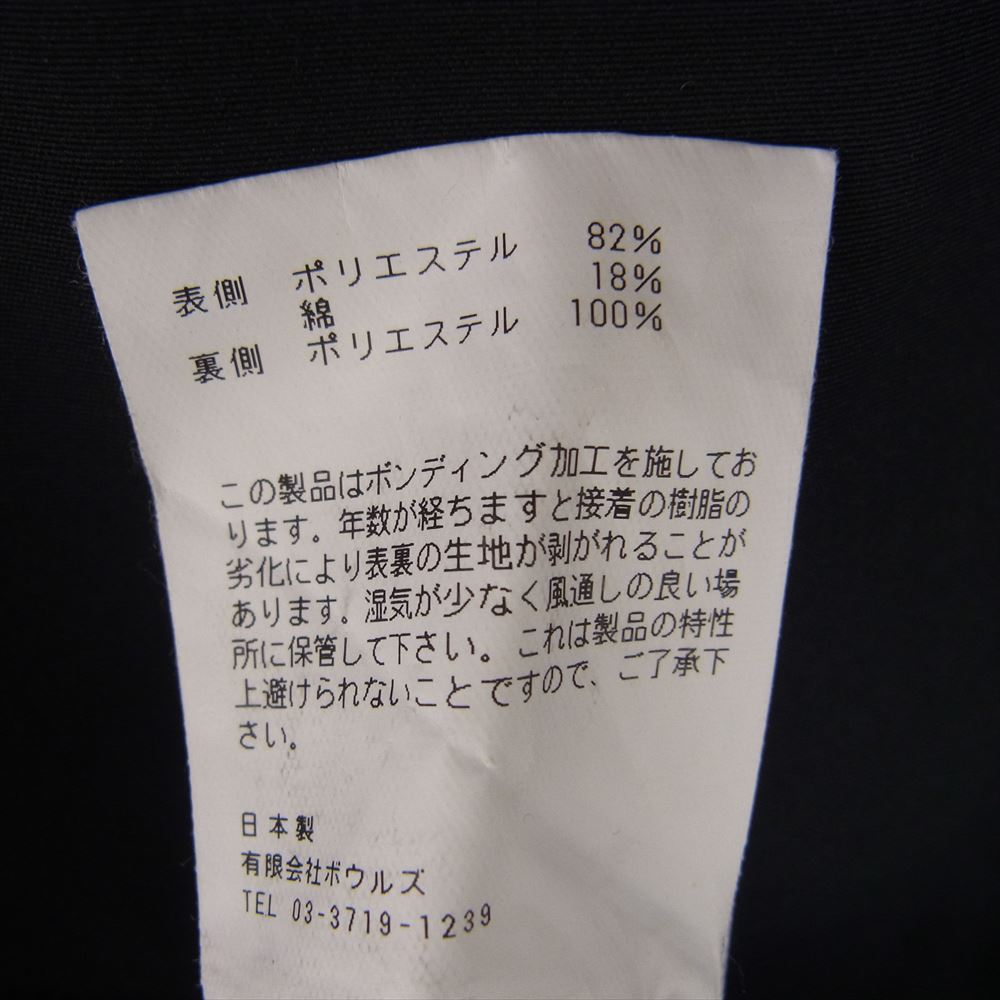 表側 ポリエステル 82%
綿 18%
裏側 ポリエステル 100%
この製品はボンディング加工を施してお
ります。年数が経ちますと接着の樹脂の
劣化により表裏の生地が剥がれることが
あります。湿気が少なく風通しの良い場
所に保管して下さい。これは製品の特性
上避けられないことですので、ご了承下
さい。
日本製
有限会社ボウルズ
TEL 03-3719-1239